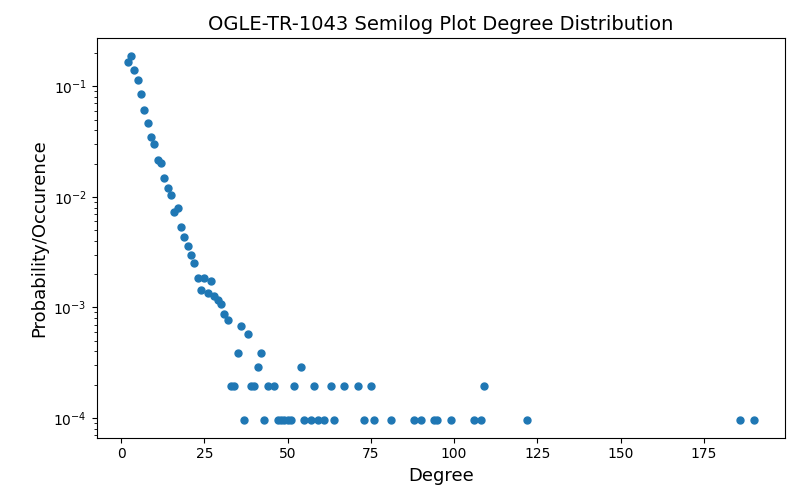 OGLE-TR-1043 Semilog Plot Degree Distribution
Probability/Occurence
10⁻¹
10⁻²
10⁻³
10⁻⁴
0 25 50 75 100 125 150 175
Degree